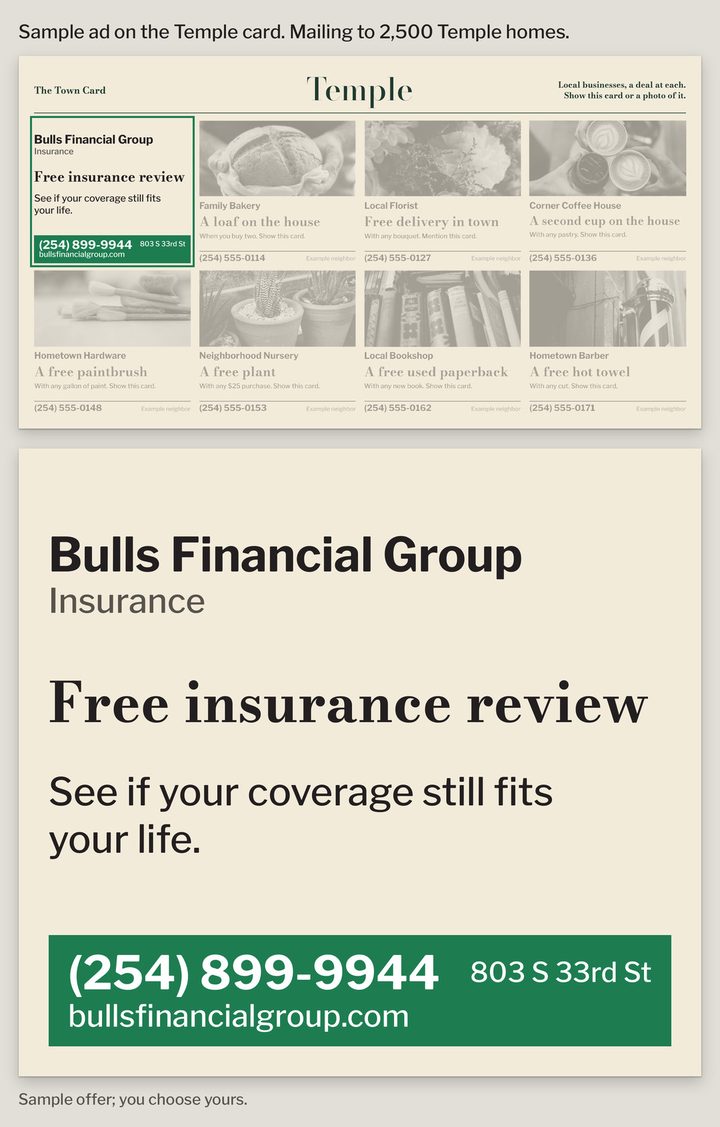 Sample ad on the Temple card. Mailing to 2,500 Temple homes.
The Town Card
Temple
Local businesses, a deal at each.
Show this card or a photo of it.
Bulls Financial Group
Insurance
Free insurance review
See if your coverage still fits
your life.
(254) 899-9944 803 S 33rd St
bullsfinancialgroup.com
Family Bakery
A loaf on the house
When you buy two. Show this card.
(254) 555-0114 Example neighbor
Local Florist
Free delivery in town
With any bouquet. Mention this card.
(254) 555-0127 Example neighbor
Corner Coffee House
A second cup on the house
With any pastry. Show this card.
(254) 555-0136 Example neighbor
Hometown Hardware
A free paintbrush
With any gallon of paint. Show this card.
(254) 555-0148 Example neighbor
Neighborhood Nursery
A free plant
With any $25 purchase. Show this card.
(254) 555-0153 Example neighbor
Local Bookshop
A free used paperback
With any new book. Show this card.
(254) 555-0162 Example neighbor
Hometown Barber
A free hot towel
With any cut. Show this card.
(254) 555-0171 Example neighbor
Bulls Financial Group
Insurance
Free insurance review
See if your coverage still fits
your life.
(254) 899-9944 803 S 33rd St
bullsfinancialgroup.com
Sample offer; you choose yours.